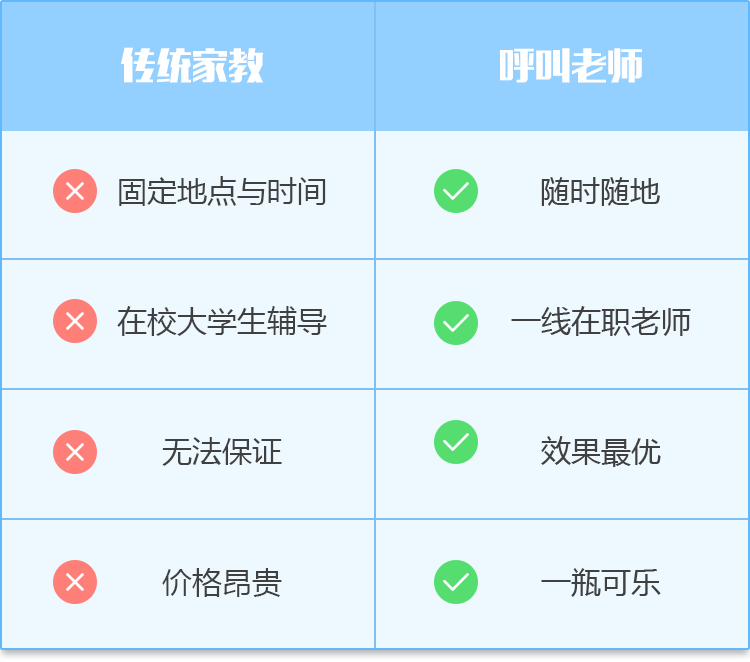 传统家教
呼叫老师
固定地点与时间
随时随地
在校大学生辅导
一线在职老师
无法保证
效果最优
价格昂贵
一瓶可乐